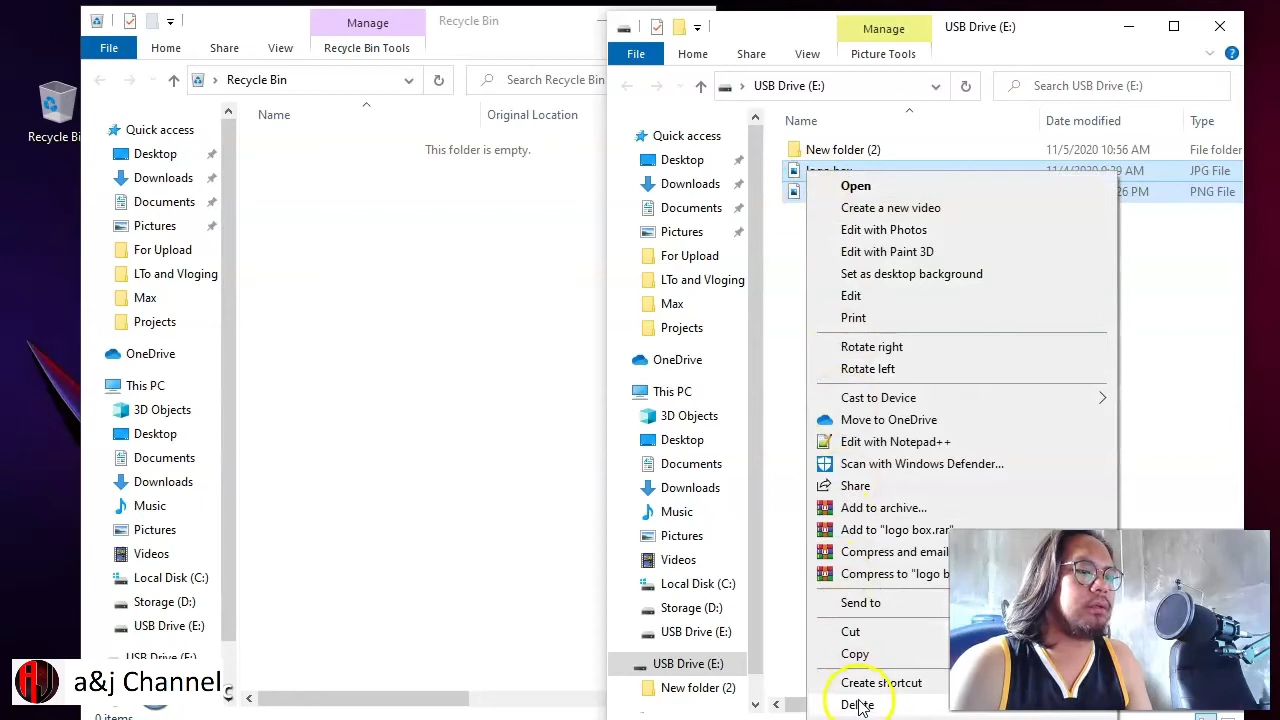 Manage
Recycle Bin
File
Home
Share
View
Recycle Bin Tools
Recycle Bin
Search Recycle Bin
Name
Original Location
This folder is empty.
Quick access
Desktop
Downloads
Documents
Pictures
For Upload
LTo and Vloging
Max
Projects
OneDrive
This PC
3D Objects
Desktop
Documents
Downloads
Music
Pictures
Videos
Local Disk (C:)
Storage (D:)
USB Drive (E:)
USB Drive (E:)
0 items
Recycle Bi
a&j Channel
Manage
USB Drive (E:)
File
Home
Share
View
Picture Tools
USB Drive (E:)
Search USB Drive (E:)
Name
Date modified
Type
New folder (2)
11/5/2020 10:56 AM
File folder
logo box
11/4/2020 9:29 AM
JPG File
26 PM
PNG File
Quick access
Desktop
Downloads
Documents
Pictures
For Upload
LTo and Vloging
Max
Projects
OneDrive
This PC
3D Objects
Desktop
Documents
Downloads
Music
Pictures
Videos
Local Disk (C:)
Storage (D:)
USB Drive (E:)
USB Drive (E:)
New folder (2)
Open
Create a new video
Edit with Photos
Edit with Paint 3D
Set as desktop background
Edit
Print
Rotate right
Rotate left
Cast to Device
Move to OneDrive
Edit with Notepad++
Scan with Windows Defender...
Share
Add to archive...
Add to "logo box.rar"
Compress and email
Compress to "logo b
Send to
Cut
Copy
Create shortcut
Delete